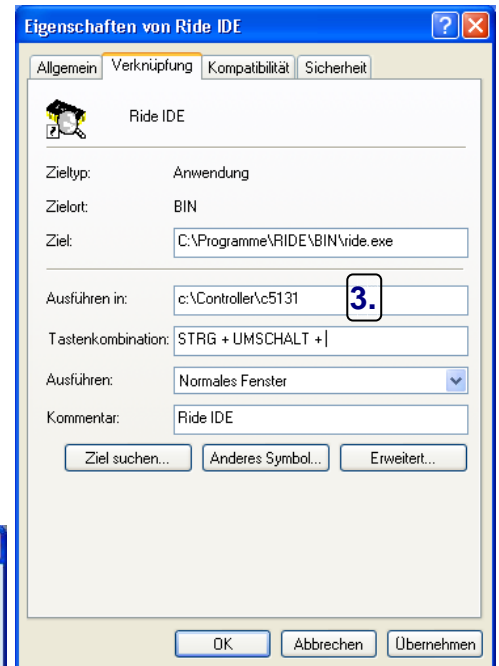 Eigenschaften von Ride IDE
Allgemein Verknüpfung Kompatibilität Sicherheit
Ride IDE
Zieltyp: Anwendung
Zielort: BIN
Ziel: C:\Programme\RIDE\BIN\ride.exe
Ausführen in: c:\Controller\c5131 3.
Tastenkombination: STRG + UMSCHALT +
Ausführen: Normales Fenster
Kommentar: Ride IDE
Ziel suchen... Anderes Symbol... Erweitert...
OK Abbrechen Übernehmen